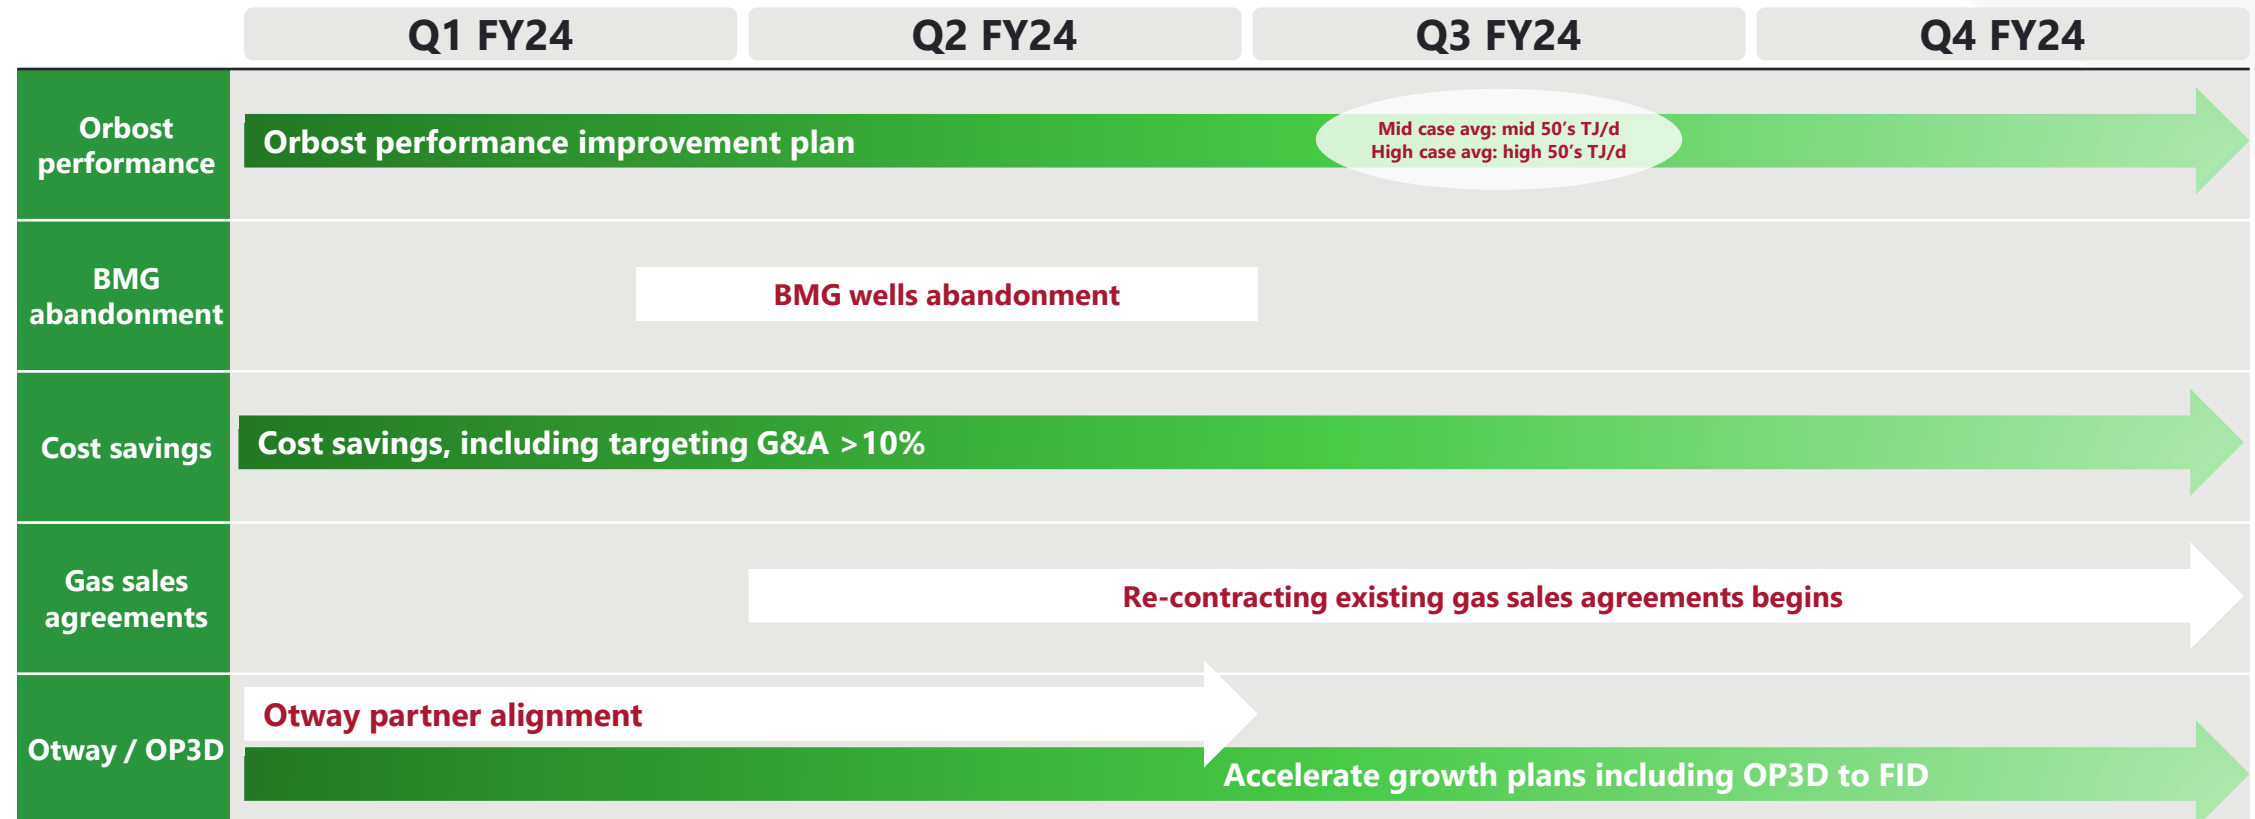 Q1 FY24
Q2 FY24
Q3 FY24
Q4 FY24
Orbost
performance
Orbost performance improvement plan
Mid case avg: mid 50’s TJ/d
High case avg: high 50’s TJ/d
BMG
abandonment
BMG wells abandonment
Cost savings
Cost savings, including targeting G&A >10%
Gas sales
agreements
Re-contracting existing gas sales agreements begins
Otway / OP3D
Otway partner alignment
Accelerate growth plans including OP3D to FID